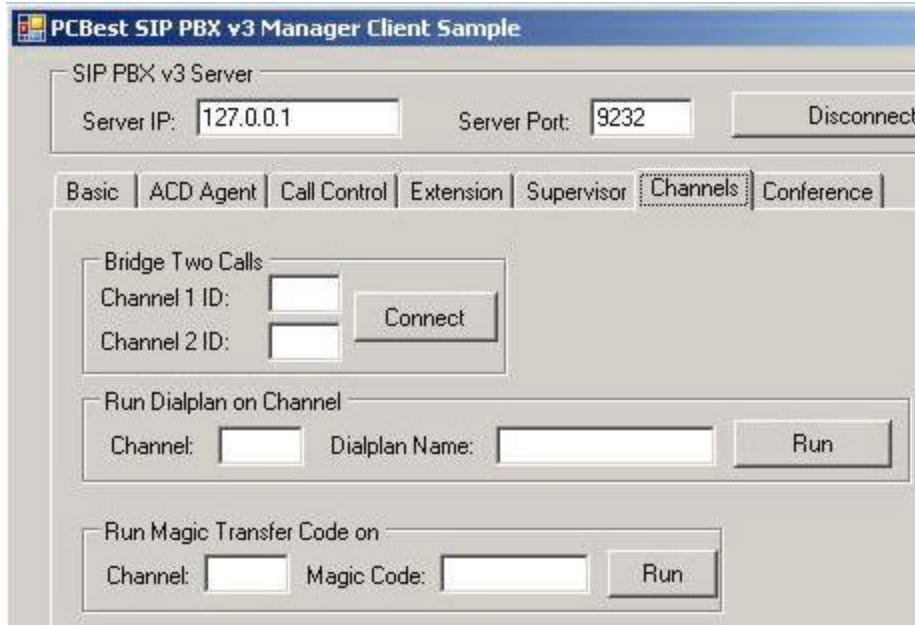 PCBest SIP PBX v3 Manager Client Sample
SIP PBX v3 Server
Server IP: 127.0.0.1 Server Port: 9232 Disconnect
Basic ACD Agent Call Control Extension Supervisor Channels Conference
Bridge Two Calls
Channel 1 ID:
Connect
Channel 2 ID:
Run Dialplan on Channel
Channel: Dialplan Name: Run
Run Magic Transfer Code on
Channel: Magic Code: Run